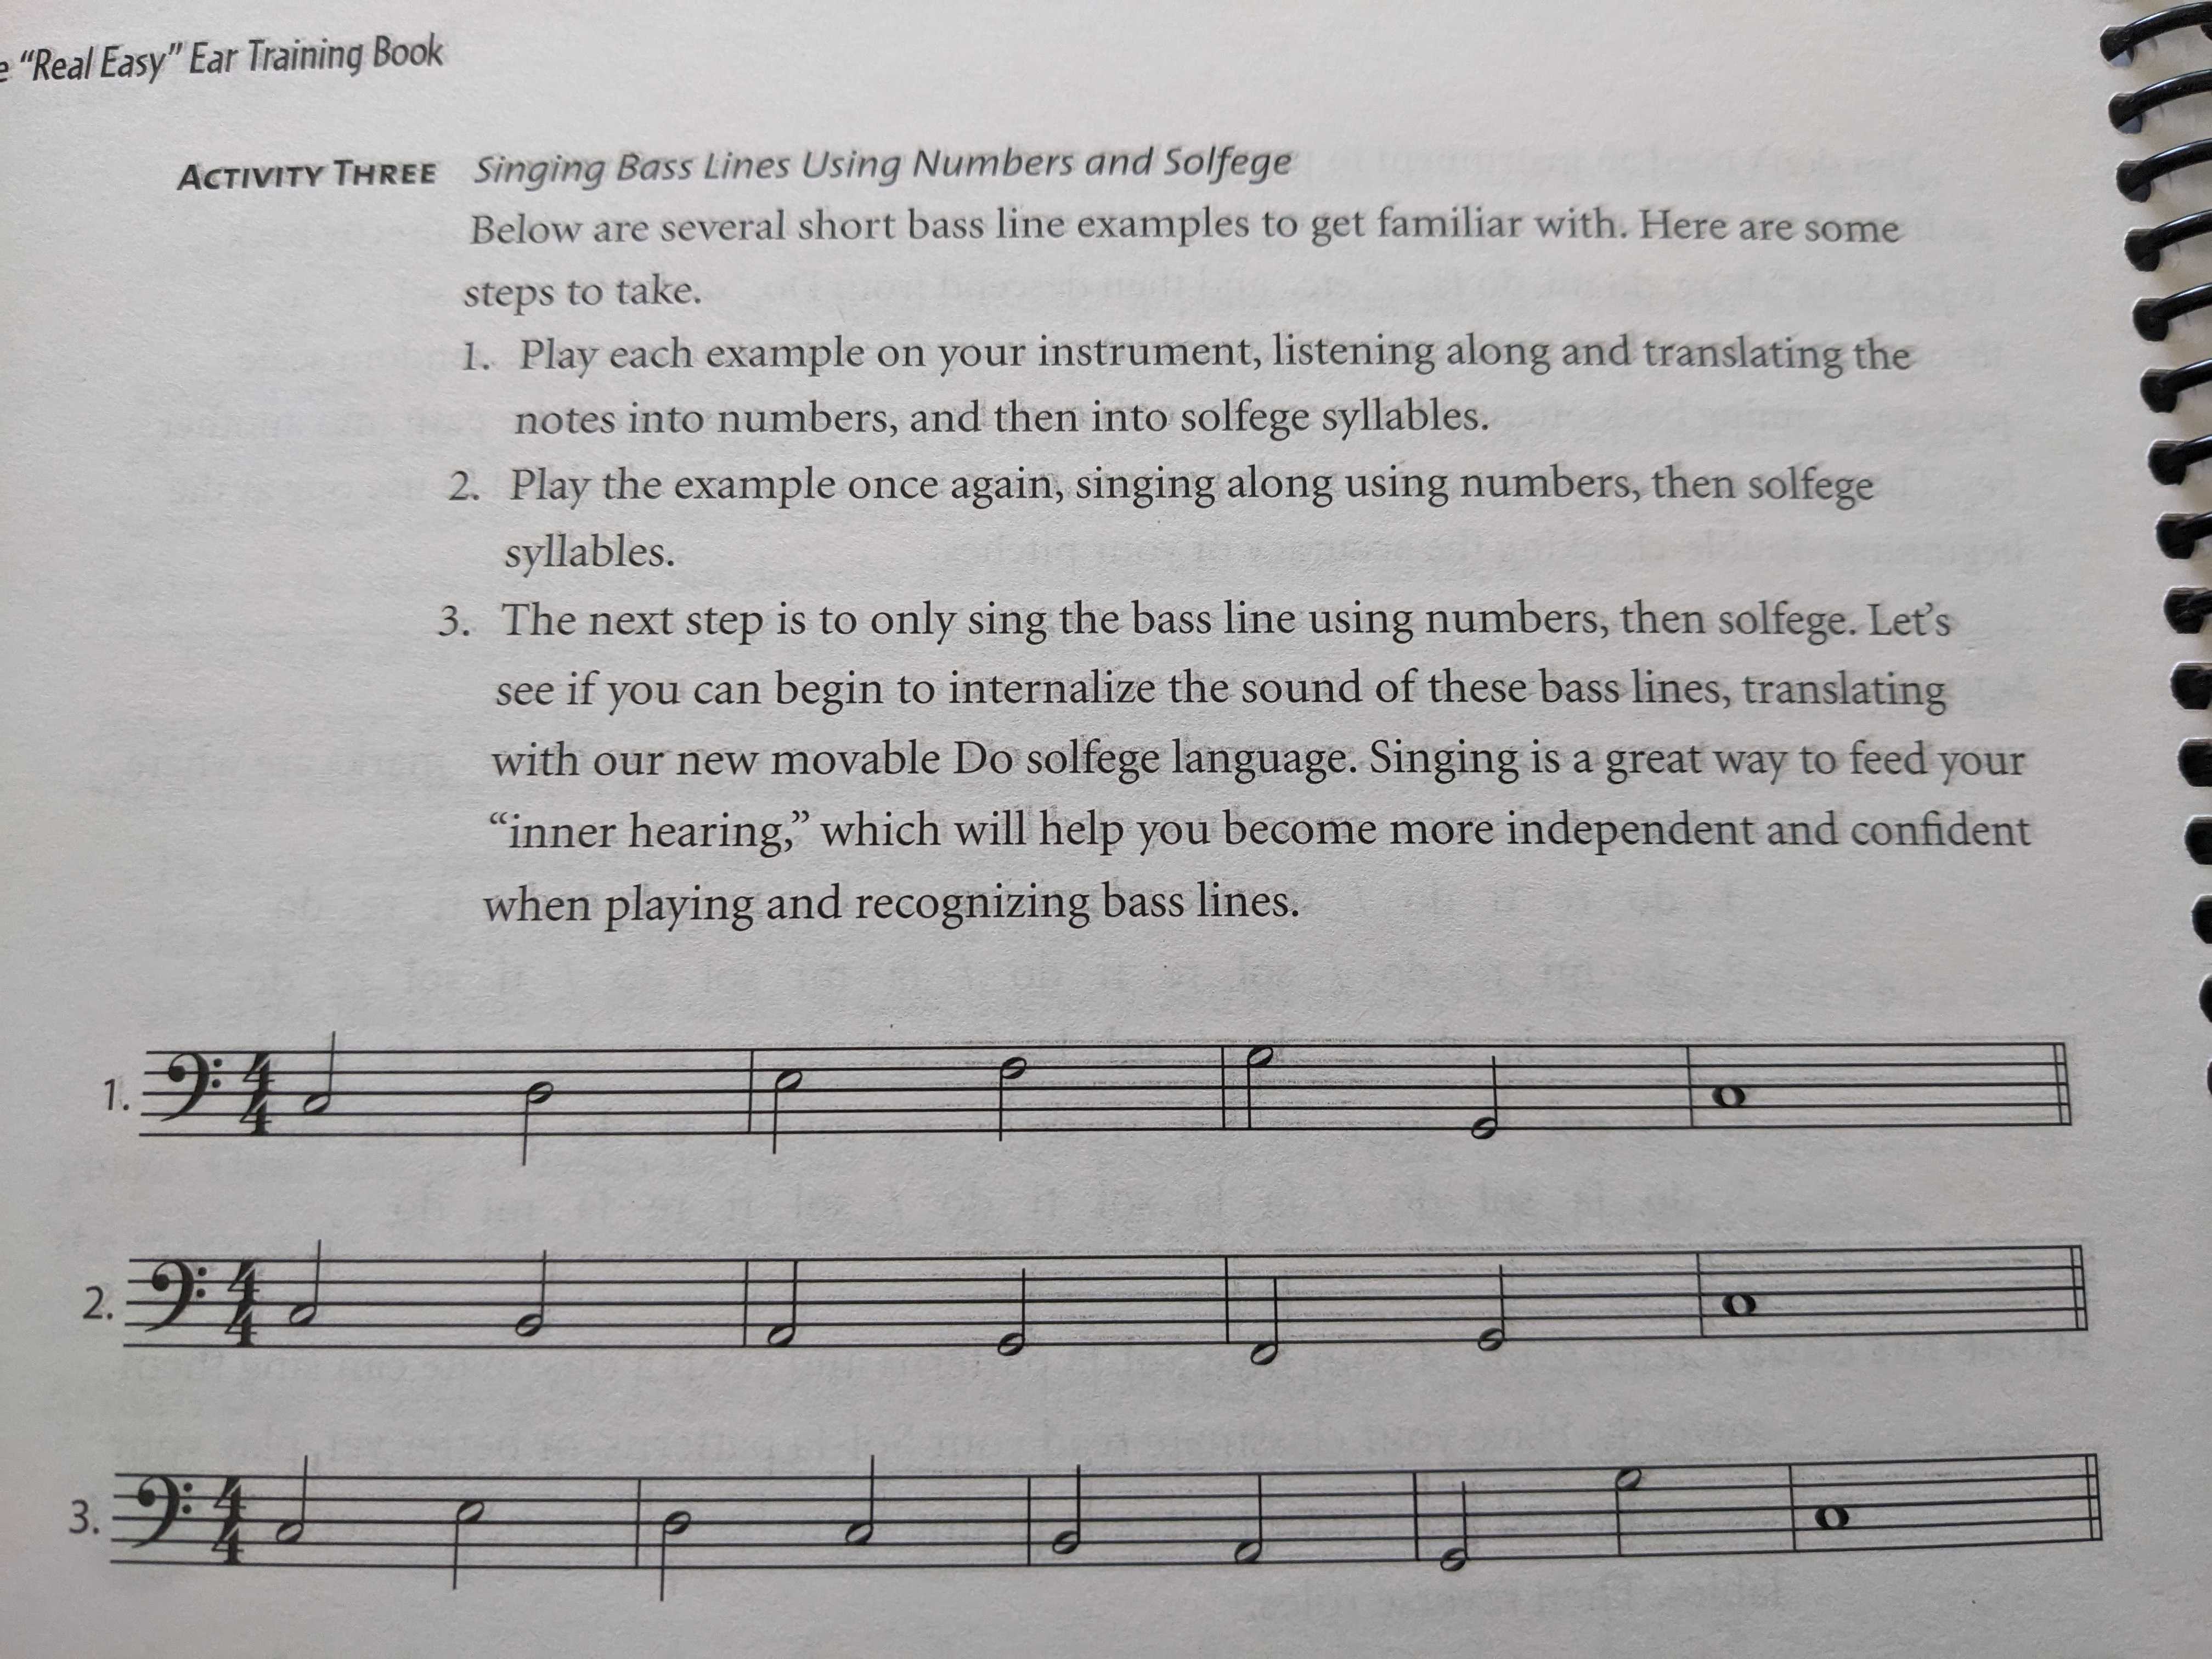 e “Real Easy” Ear Training Book
ACTIVITY THREE Singing Bass Lines Using Numbers and Solfege
Below are several short bass line examples to get familiar with. Here are some
steps to take.
1. Play each example on your instrument, listening along and translating the
notes into numbers, and then into solfege syllables.
2. Play the example once again, singing along using numbers, then solfege
syllables.
3. The next step is to only sing the bass line using numbers, then solfege. Let’s
see if you can begin to internalize the sound of these bass lines, translating
with our new movable Do solfege language. Singing is a great way to feed your
“inner hearing,” which will help you become more independent and confident
when playing and recognizing bass lines.
1. 4 4
2. 4 4
3. 4 4